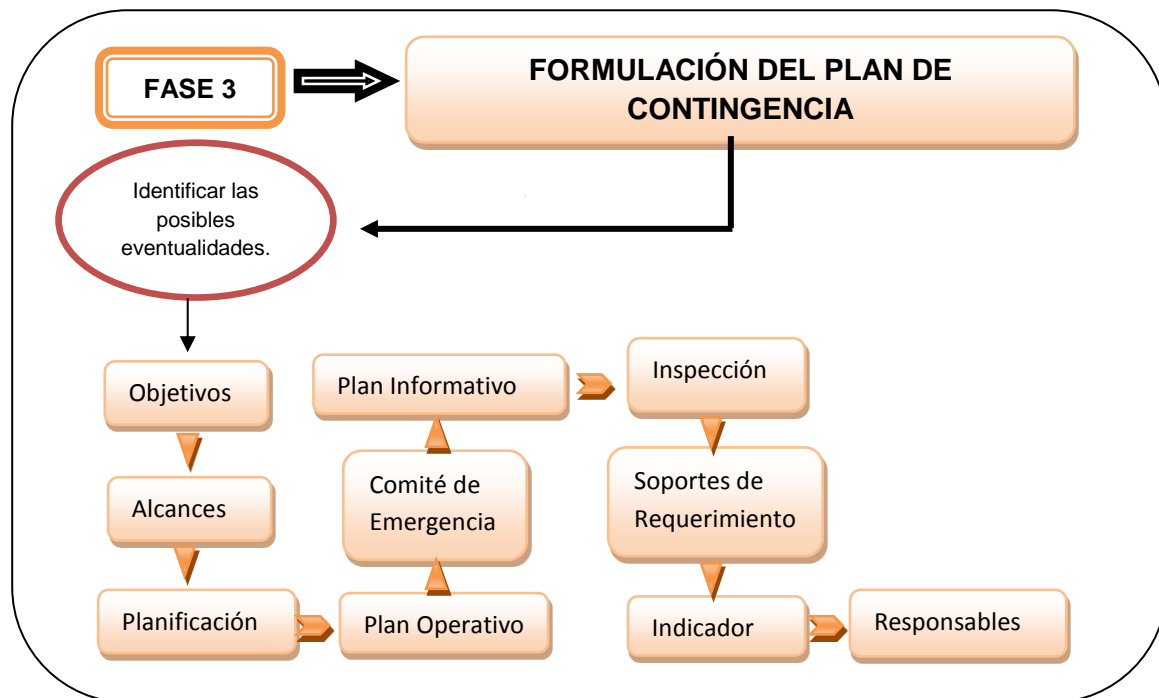 FASE 3
FORMULACIÓN DEL PLAN DE
CONTINGENCIA
Identificar las
posibles
eventualidades.
Objetivos
Alcances
Planificación
Plan Operativo
Comité de
Emergencia
Plan Informativo
Inspección
Soportes de
Requerimiento
Indicador
Responsables